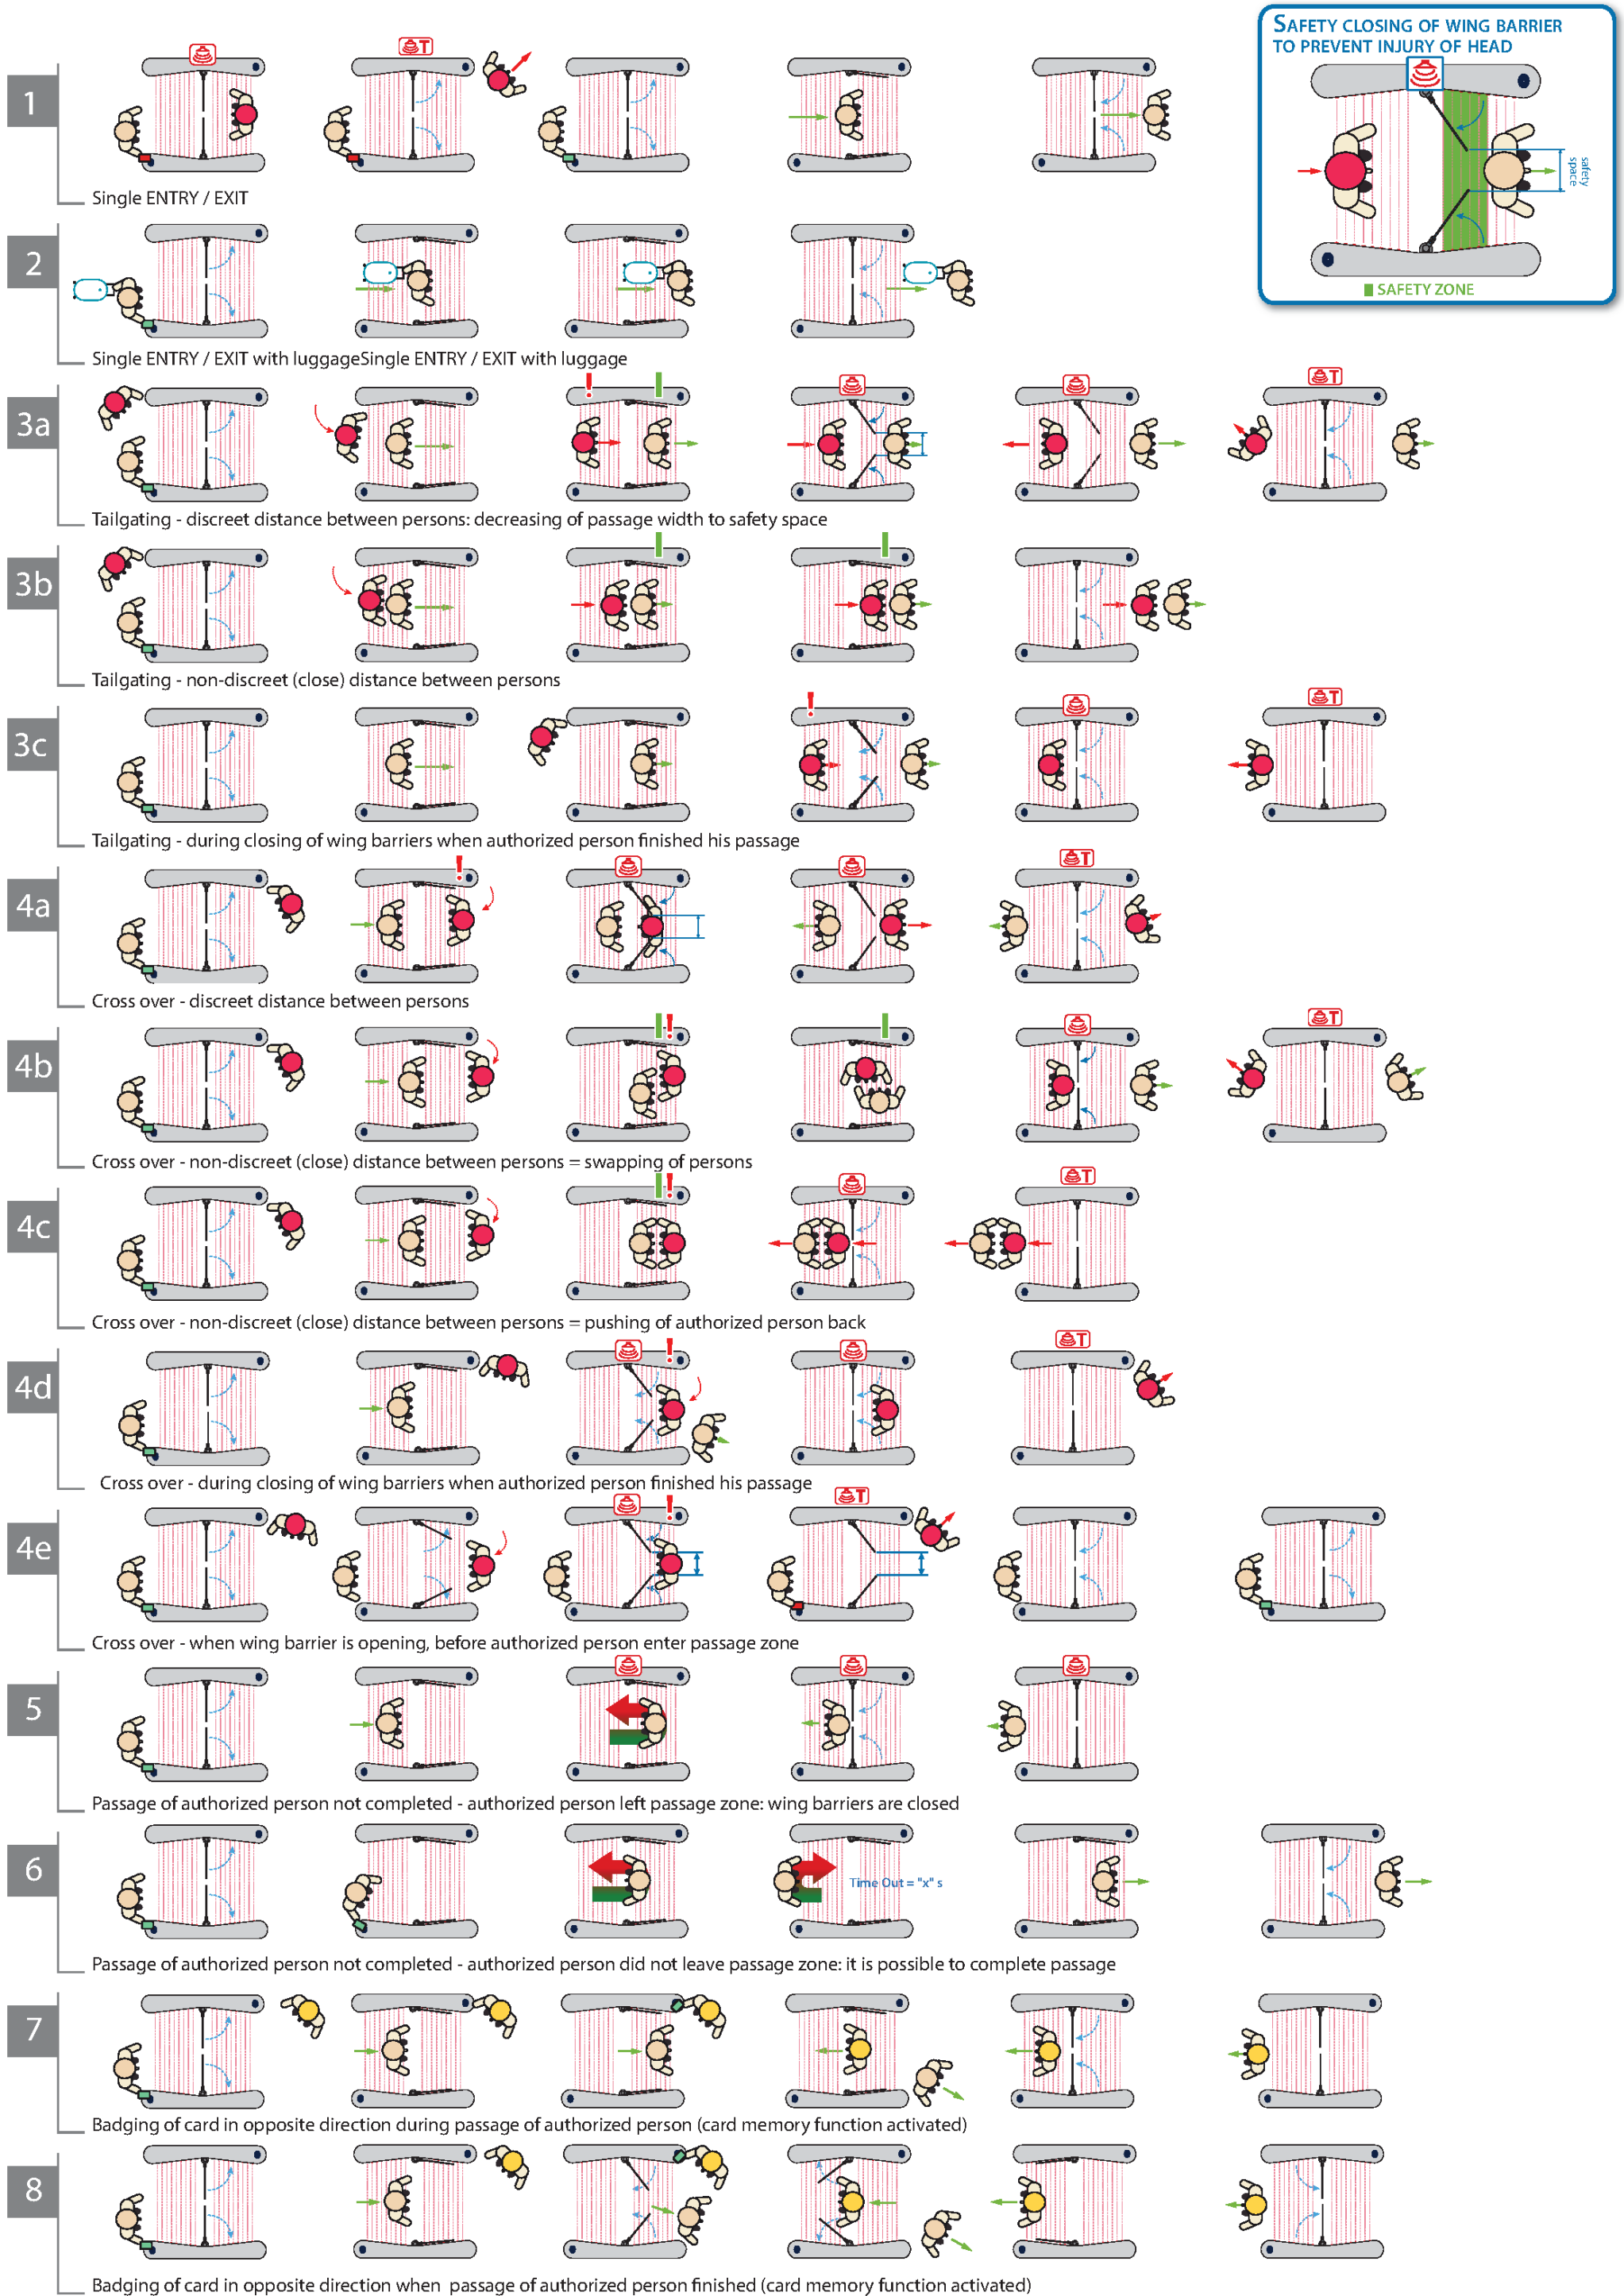 SAFETY CLOSING OF WING BARRIER
TO PREVENT INJURY OF HEAD
safety
space
SAFETY ZONE
1
T
Single ENTRY / EXIT
2
Single ENTRY / EXIT with luggageSingle ENTRY / EXIT with luggage
3a
!
T
Tailgating - discreet distance between persons: decreasing of passage width to safety space
3b
Tailgating - non-discreet (close) distance between persons
3c
!
T
Tailgating - during closing of wing barriers when authorized person finished his passage
4a
!
T
Cross over - discreet distance between persons
4b
!
T
Cross over - non-discreet (close) distance between persons = swapping of persons
4c
!
T
Cross over - non-discreet (close) distance between persons = pushing of authorized person back
4d
!
T
Cross over - during closing of wing barriers when authorized person finished his passage
4e
!
T
Cross over - when wing barrier is opening, before authorized person enter passage zone
5
Passage of authorized person not completed - authorized person left passage zone: wing barriers are closed
6
Time Out = "x" s
Passage of authorized person not completed - authorized person did not leave passage zone: it is possible to complete passage
7
Badging of card in opposite direction during passage of authorized person (card memory function activated)
8
Badging of card in opposite direction when passage of authorized person finished (card memory function activated)